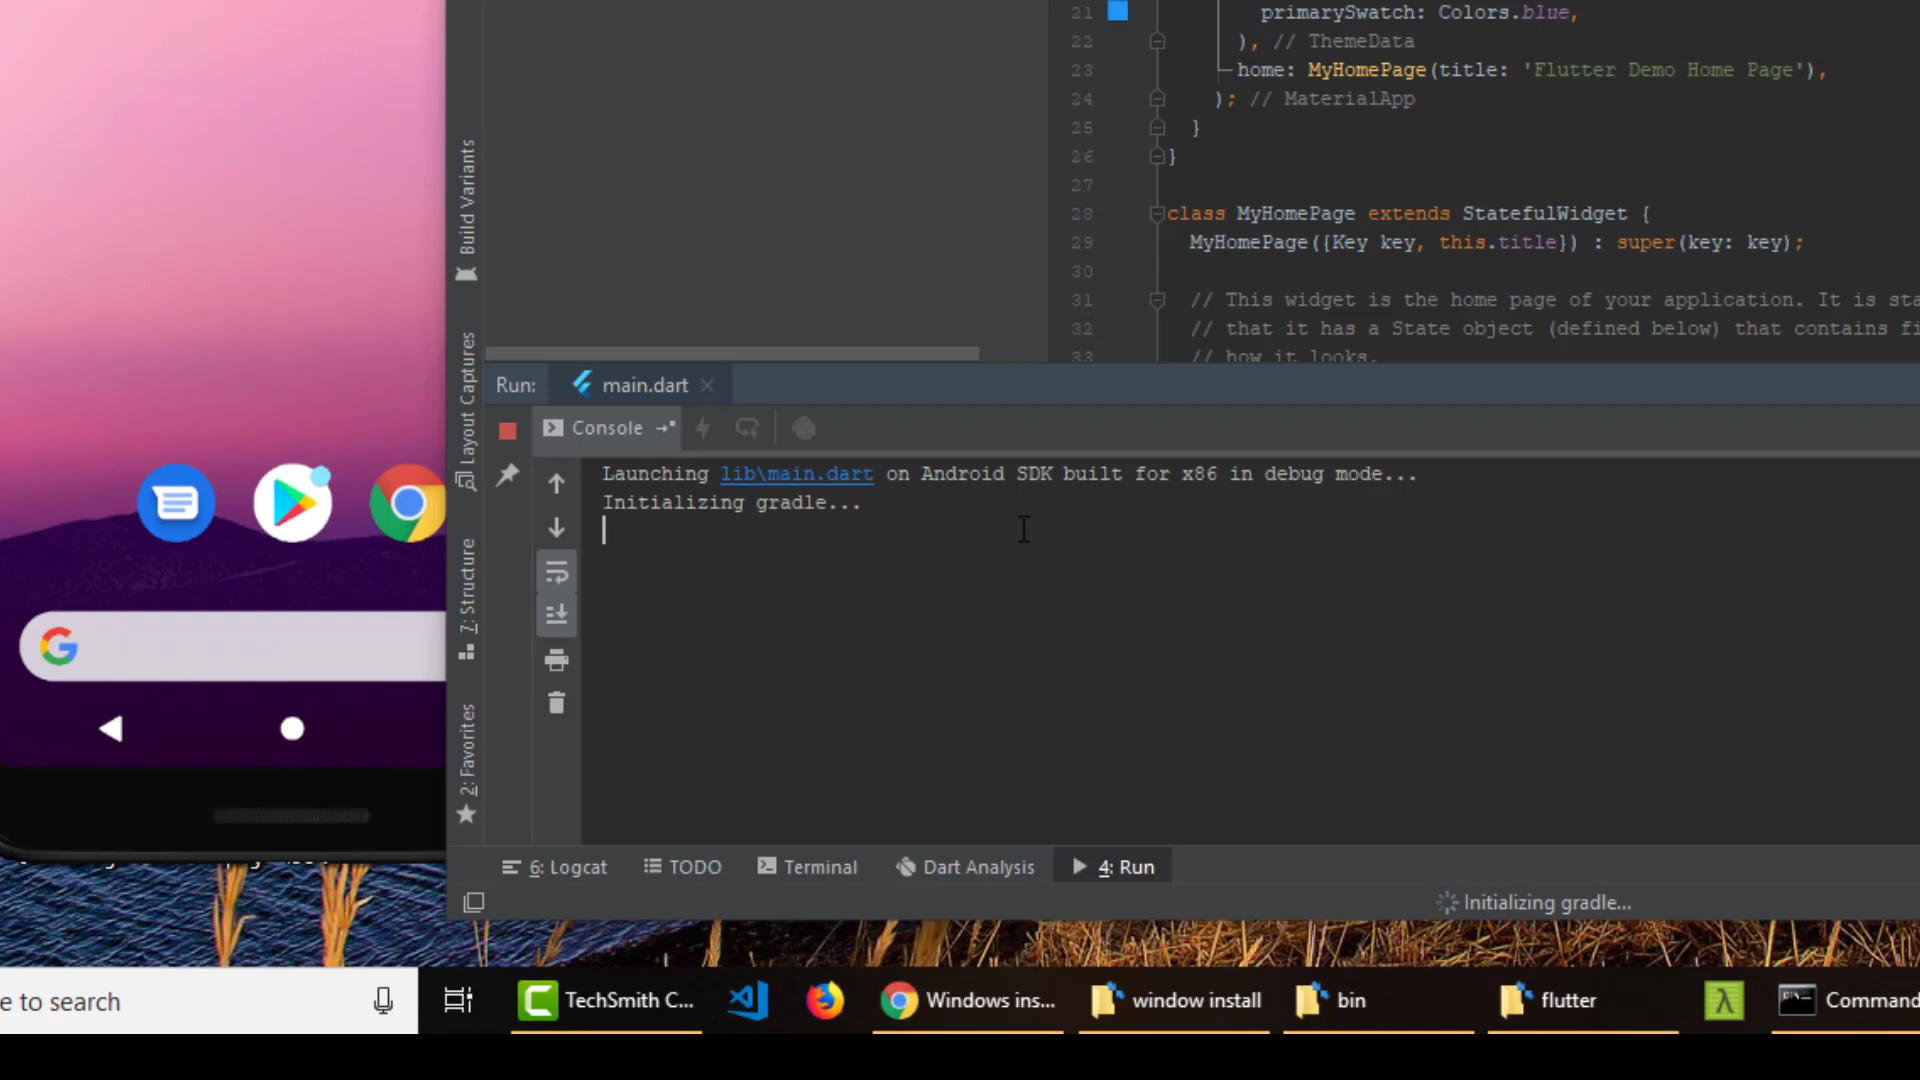 21 primarySwatch: Colors.blue,
22 ), // ThemeData
23 home: MyHomePage(title: 'Flutter Demo Home Page'),
24 ); // MaterialApp
25 }
26 }
27
28 class MyHomePage extends StatefulWidget {
29 MyHomePage({Key key, this.title}) : super(key: key);
30
31 // This widget is the home page of your application. It is sta
32 // that it has a State object (defined below) that contains fi
33 // how it looks.
Build Variants
Layout Captures
7: Structure
2: Favorites
Run: main.dart
Console
Launching lib\main.dart on Android SDK built for x86 in debug mode...
Initializing gradle...
6: Logcat TODO Terminal Dart Analysis 4: Run
Initializing gradle...
e to search TechSmith C... Windows ins... window install bin flutter Command